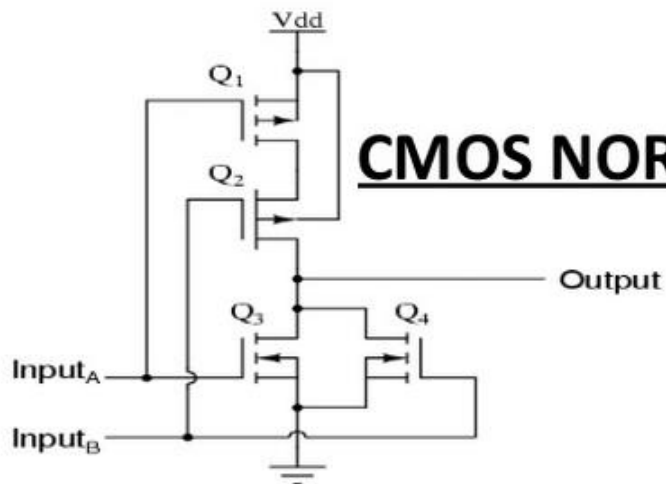 Vdd
Q1
Q2
CMOS NOR
Output
Q3
Q4
InputA
InputB